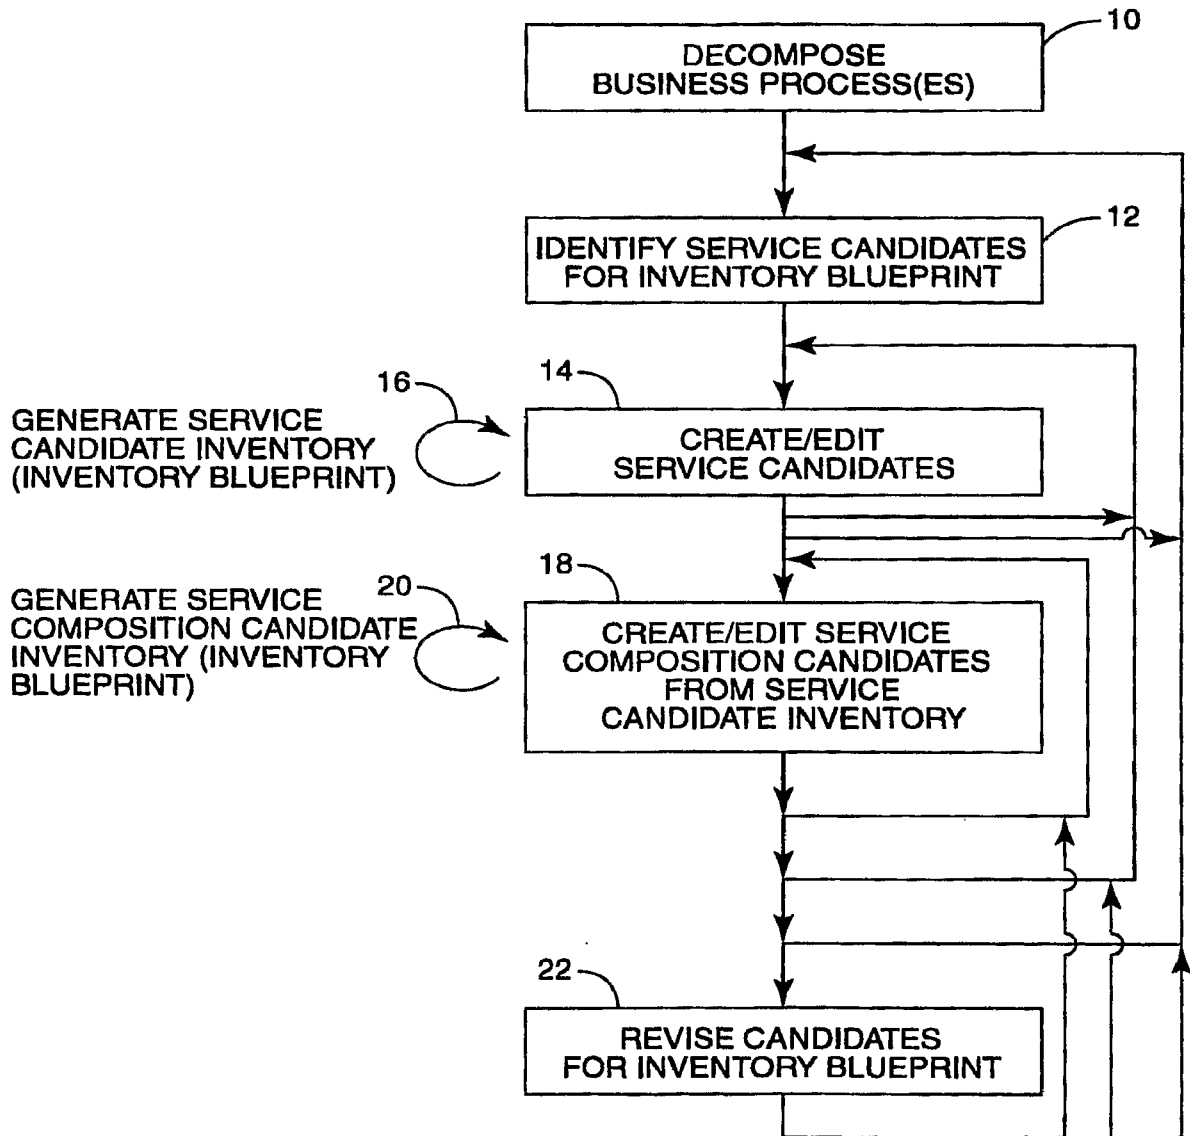 10
DECOMPOSE
BUSINESS PROCESS(ES)
12
IDENTIFY SERVICE CANDIDATES
FOR INVENTORY BLUEPRINT
16
14
GENERATE SERVICE
CANDIDATE INVENTORY
(INVENTORY BLUEPRINT)
CREATE/EDIT
SERVICE CANDIDATES
20
18
GENERATE SERVICE
COMPOSITION CANDIDATE
INVENTORY (INVENTORY
BLUEPRINT)
CREATE/EDIT SERVICE
COMPOSITION CANDIDATES
FROM SERVICE
CANDIDATE INVENTORY
22
REVISE CANDIDATES
FOR INVENTORY BLUEPRINT